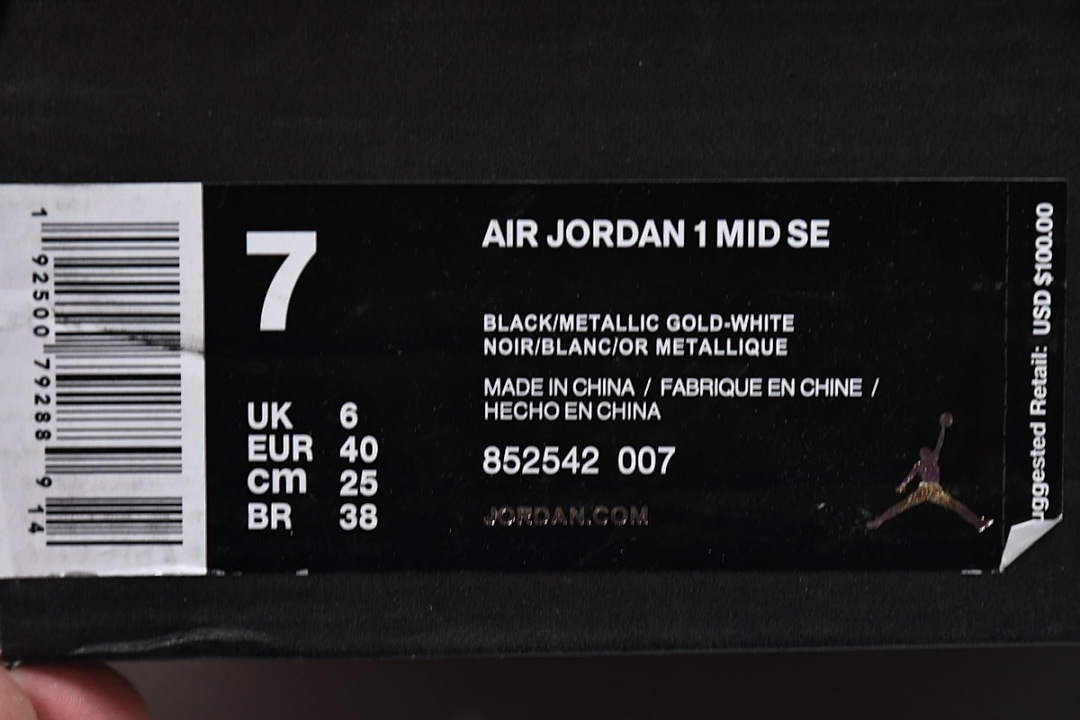 1 92500 79288 9 14
7
UK 6
EUR 40
cm 25
BR 38
AIR JORDAN 1 MID SE
BLACK/METALLIC GOLD-WHITE
NOIR/BLANC/OR METALLIQUE
MADE IN CHINA / FABRIQUE EN CHINE /
HECHO EN CHINA
852542 007
JORDAN.COM
uggested Retail: USD $100.00